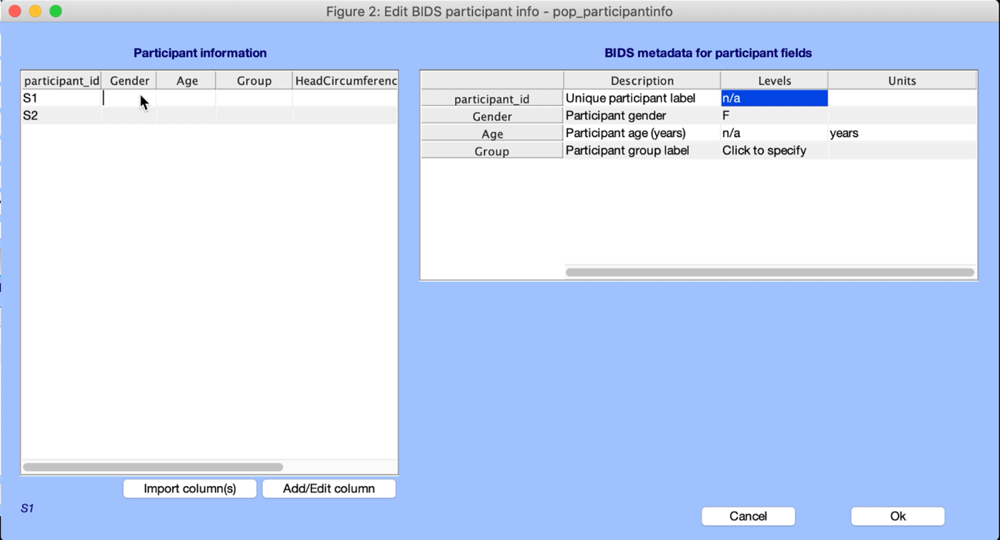 Figure 2: Edit BIDS participant info - pop_participantinfo
Participant information
participant_id Gender Age Group HeadCircumferenc
S1
S2
Import column(s) Add/Edit column
S1
BIDS metadata for participant fields
Description Levels Units
participant_id Unique participant label n/a
Gender Participant gender F
Age Participant age (years) n/a years
Group Participant group label Click to specify
Cancel Ok